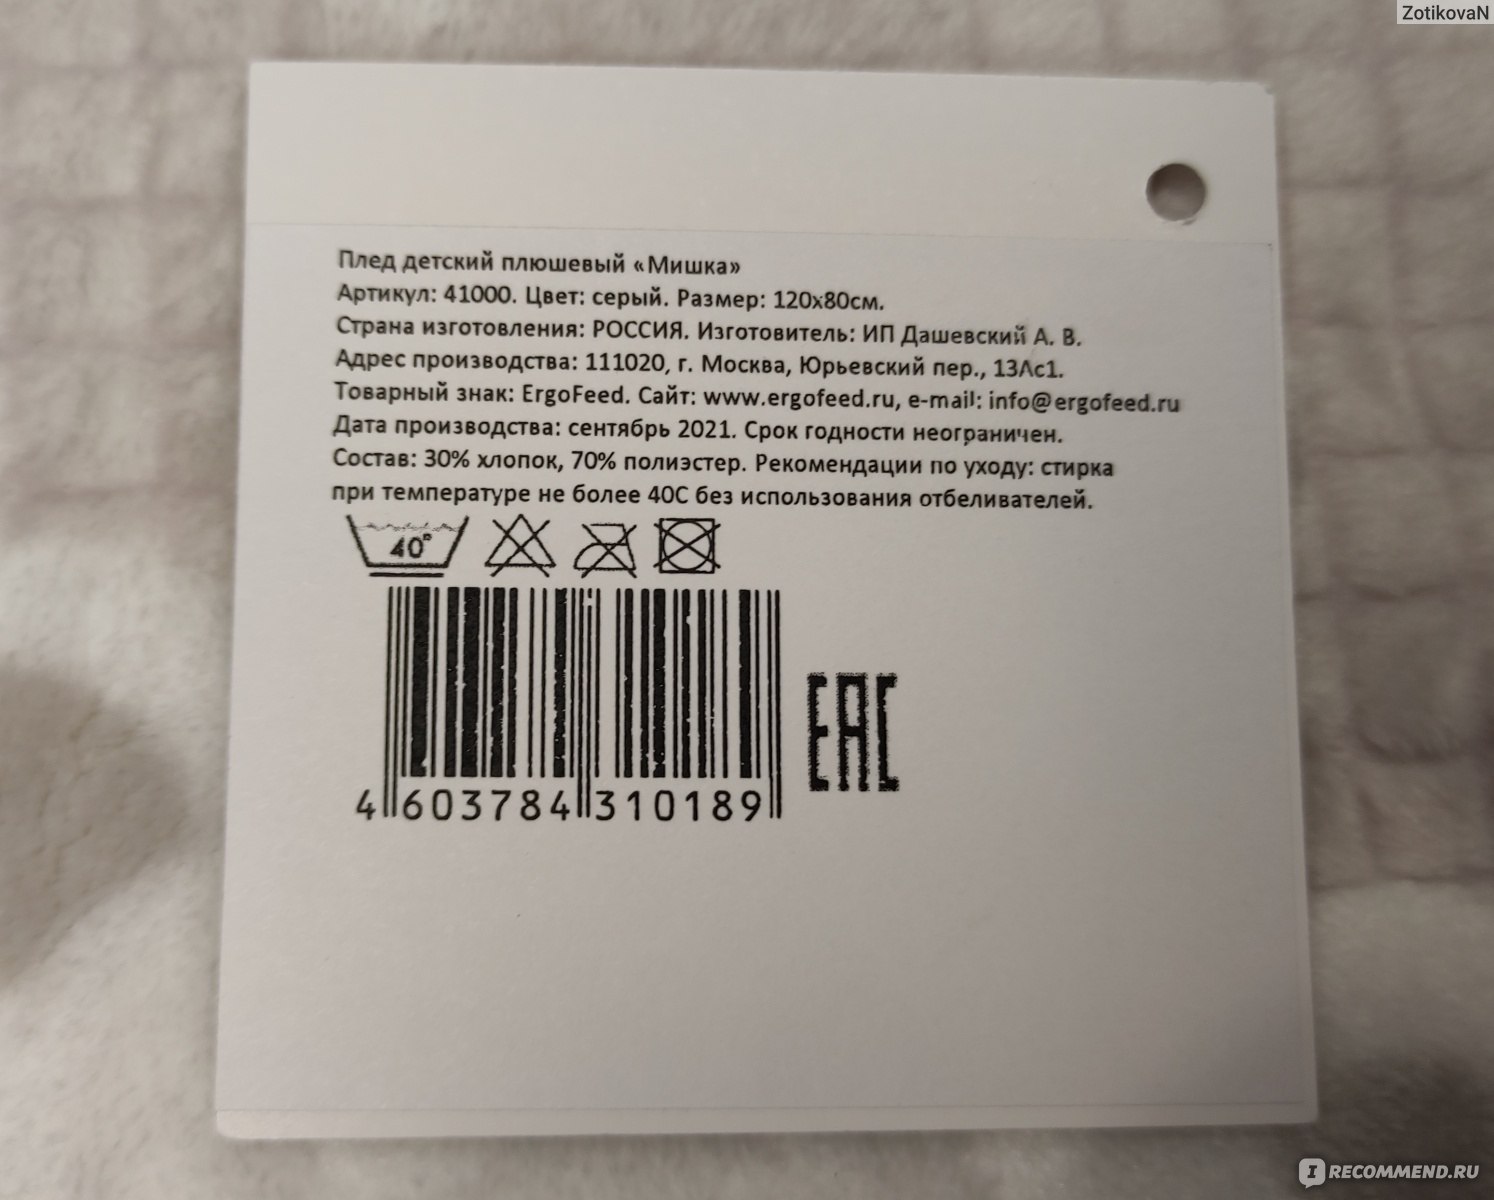 ZotikovaN
Плед детский плюшевый «Мишка»
Артикул: 41000. Цвет: серый. Размер: 120х80см.
Страна изготовления: РОССИЯ. Изготовитель: ИП Дашевский А. В.
Адрес производства: 111020, г. Москва, Юрьевский пер., 13Лс1.
Товарный знак: ErgoFeed. Сайт: www.ergofeed.ru, e-mail: info@ergofeed.ru
Дата производства: сентябрь 2021. Срок годности неограничен.
Состав: 30% хлопок, 70% полиэстер. Рекомендации по уходу: стирка
при температуре не более 40С без использования отбеливателей.
40°
4 603784 310189
EAC
IRECOMMEND.RU